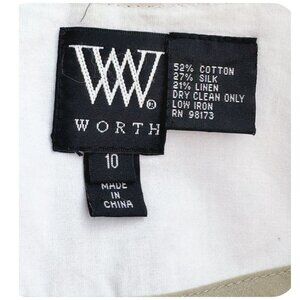 W
®
WORTH
10
MADE
IN
CHINA
52% COTTON
27% SILK
21% LINEN
DRY CLEAN ONLY
LOW IRON
RN 98173